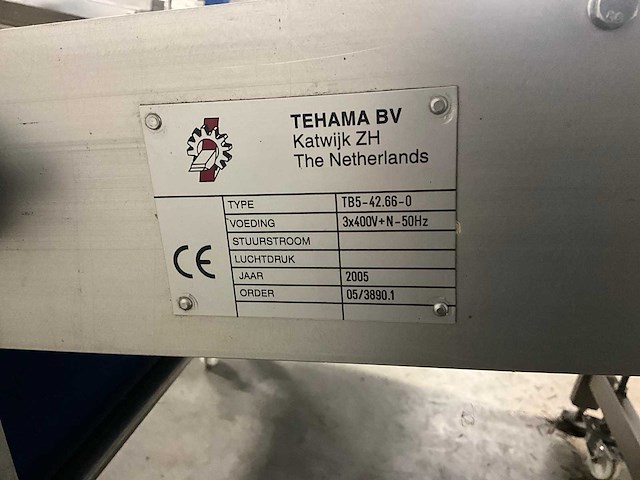 TEHAMA BV
Katwijk ZH
The Netherlands
TYPE TB5-42.66-0
VOEDING 3x400V+N-50Hz
STUURSTROOM
LUCHTDRUK
CE
JAAR 2005
ORDER 05/3890.1